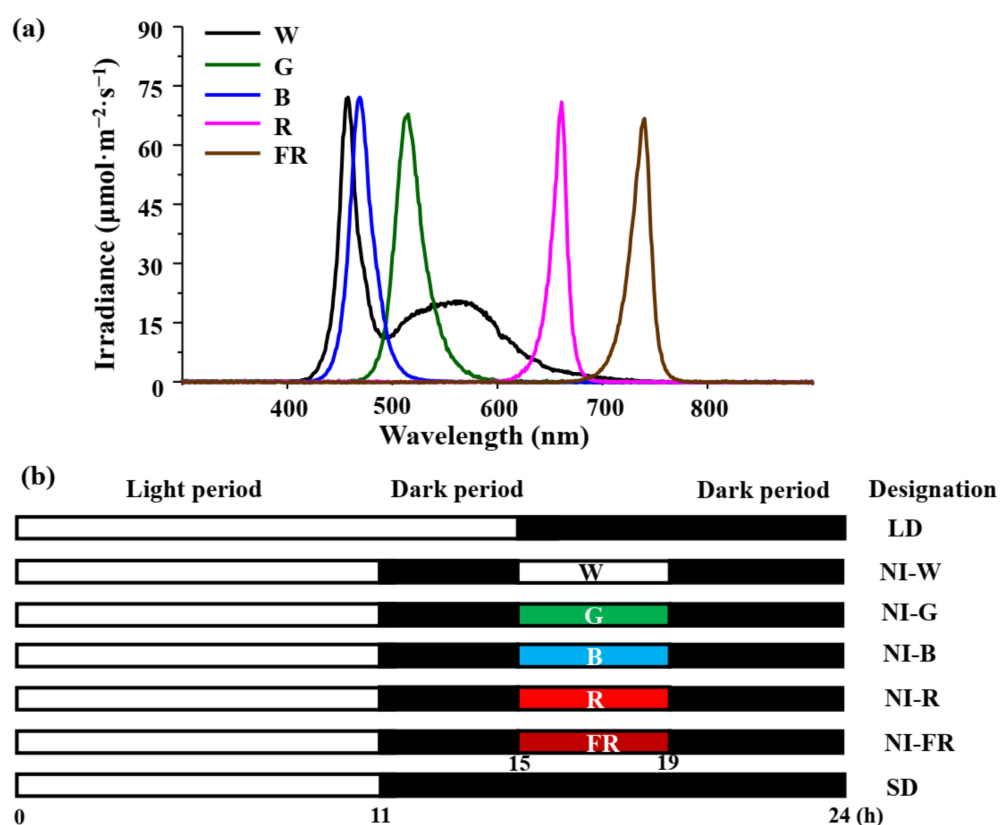 (a)
Irradiance (μmol·m⁻²·s⁻¹)
90
75
60
45
30
15
0
W
G
B
R
FR
400 500 600 700 800
Wavelength (nm)
(b)
Light period Dark period Dark period Designation
LD
W NI-W
G NI-G
B NI-B
R NI-R
FR NI-FR
15 19
SD
0 11 24 (h)